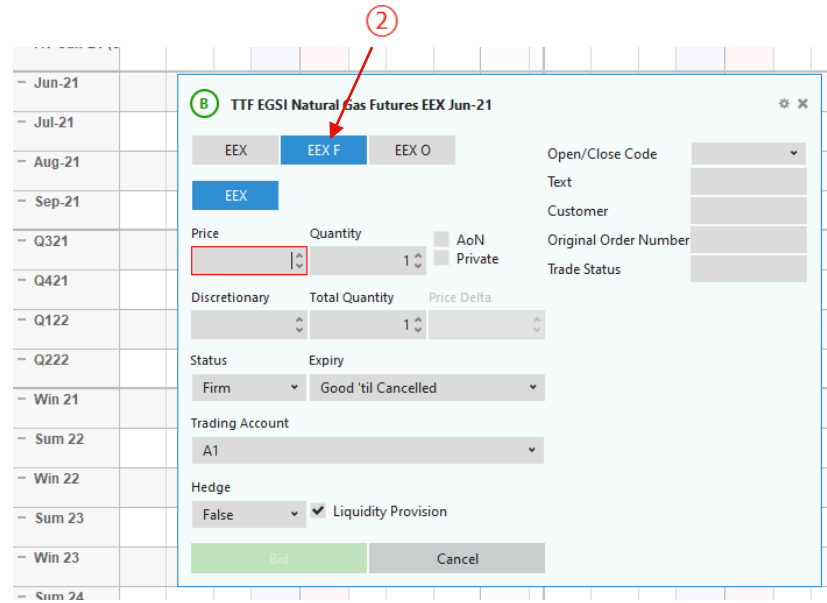 ②
Jun-21
Jul-21
Aug-21
Sep-21
Q321
Q421
Q122
Q222
Win 21
Sum 22
Win 22
Sum 23
Win 23
Sum 24
B TTF EGSI Natural Gas Futures EEX Jun-21
EEX EEX F EEX O
EEX
Price Quantity
1
AoN
Private
Discretionary Total Quantity Price Delta
1
Status Expiry
Firm Good 'til Cancelled
Trading Account
A1
Hedge
False Liquidity Provision
Bid Cancel
Open/Close Code
Text
Customer
Original Order Number
Trade Status